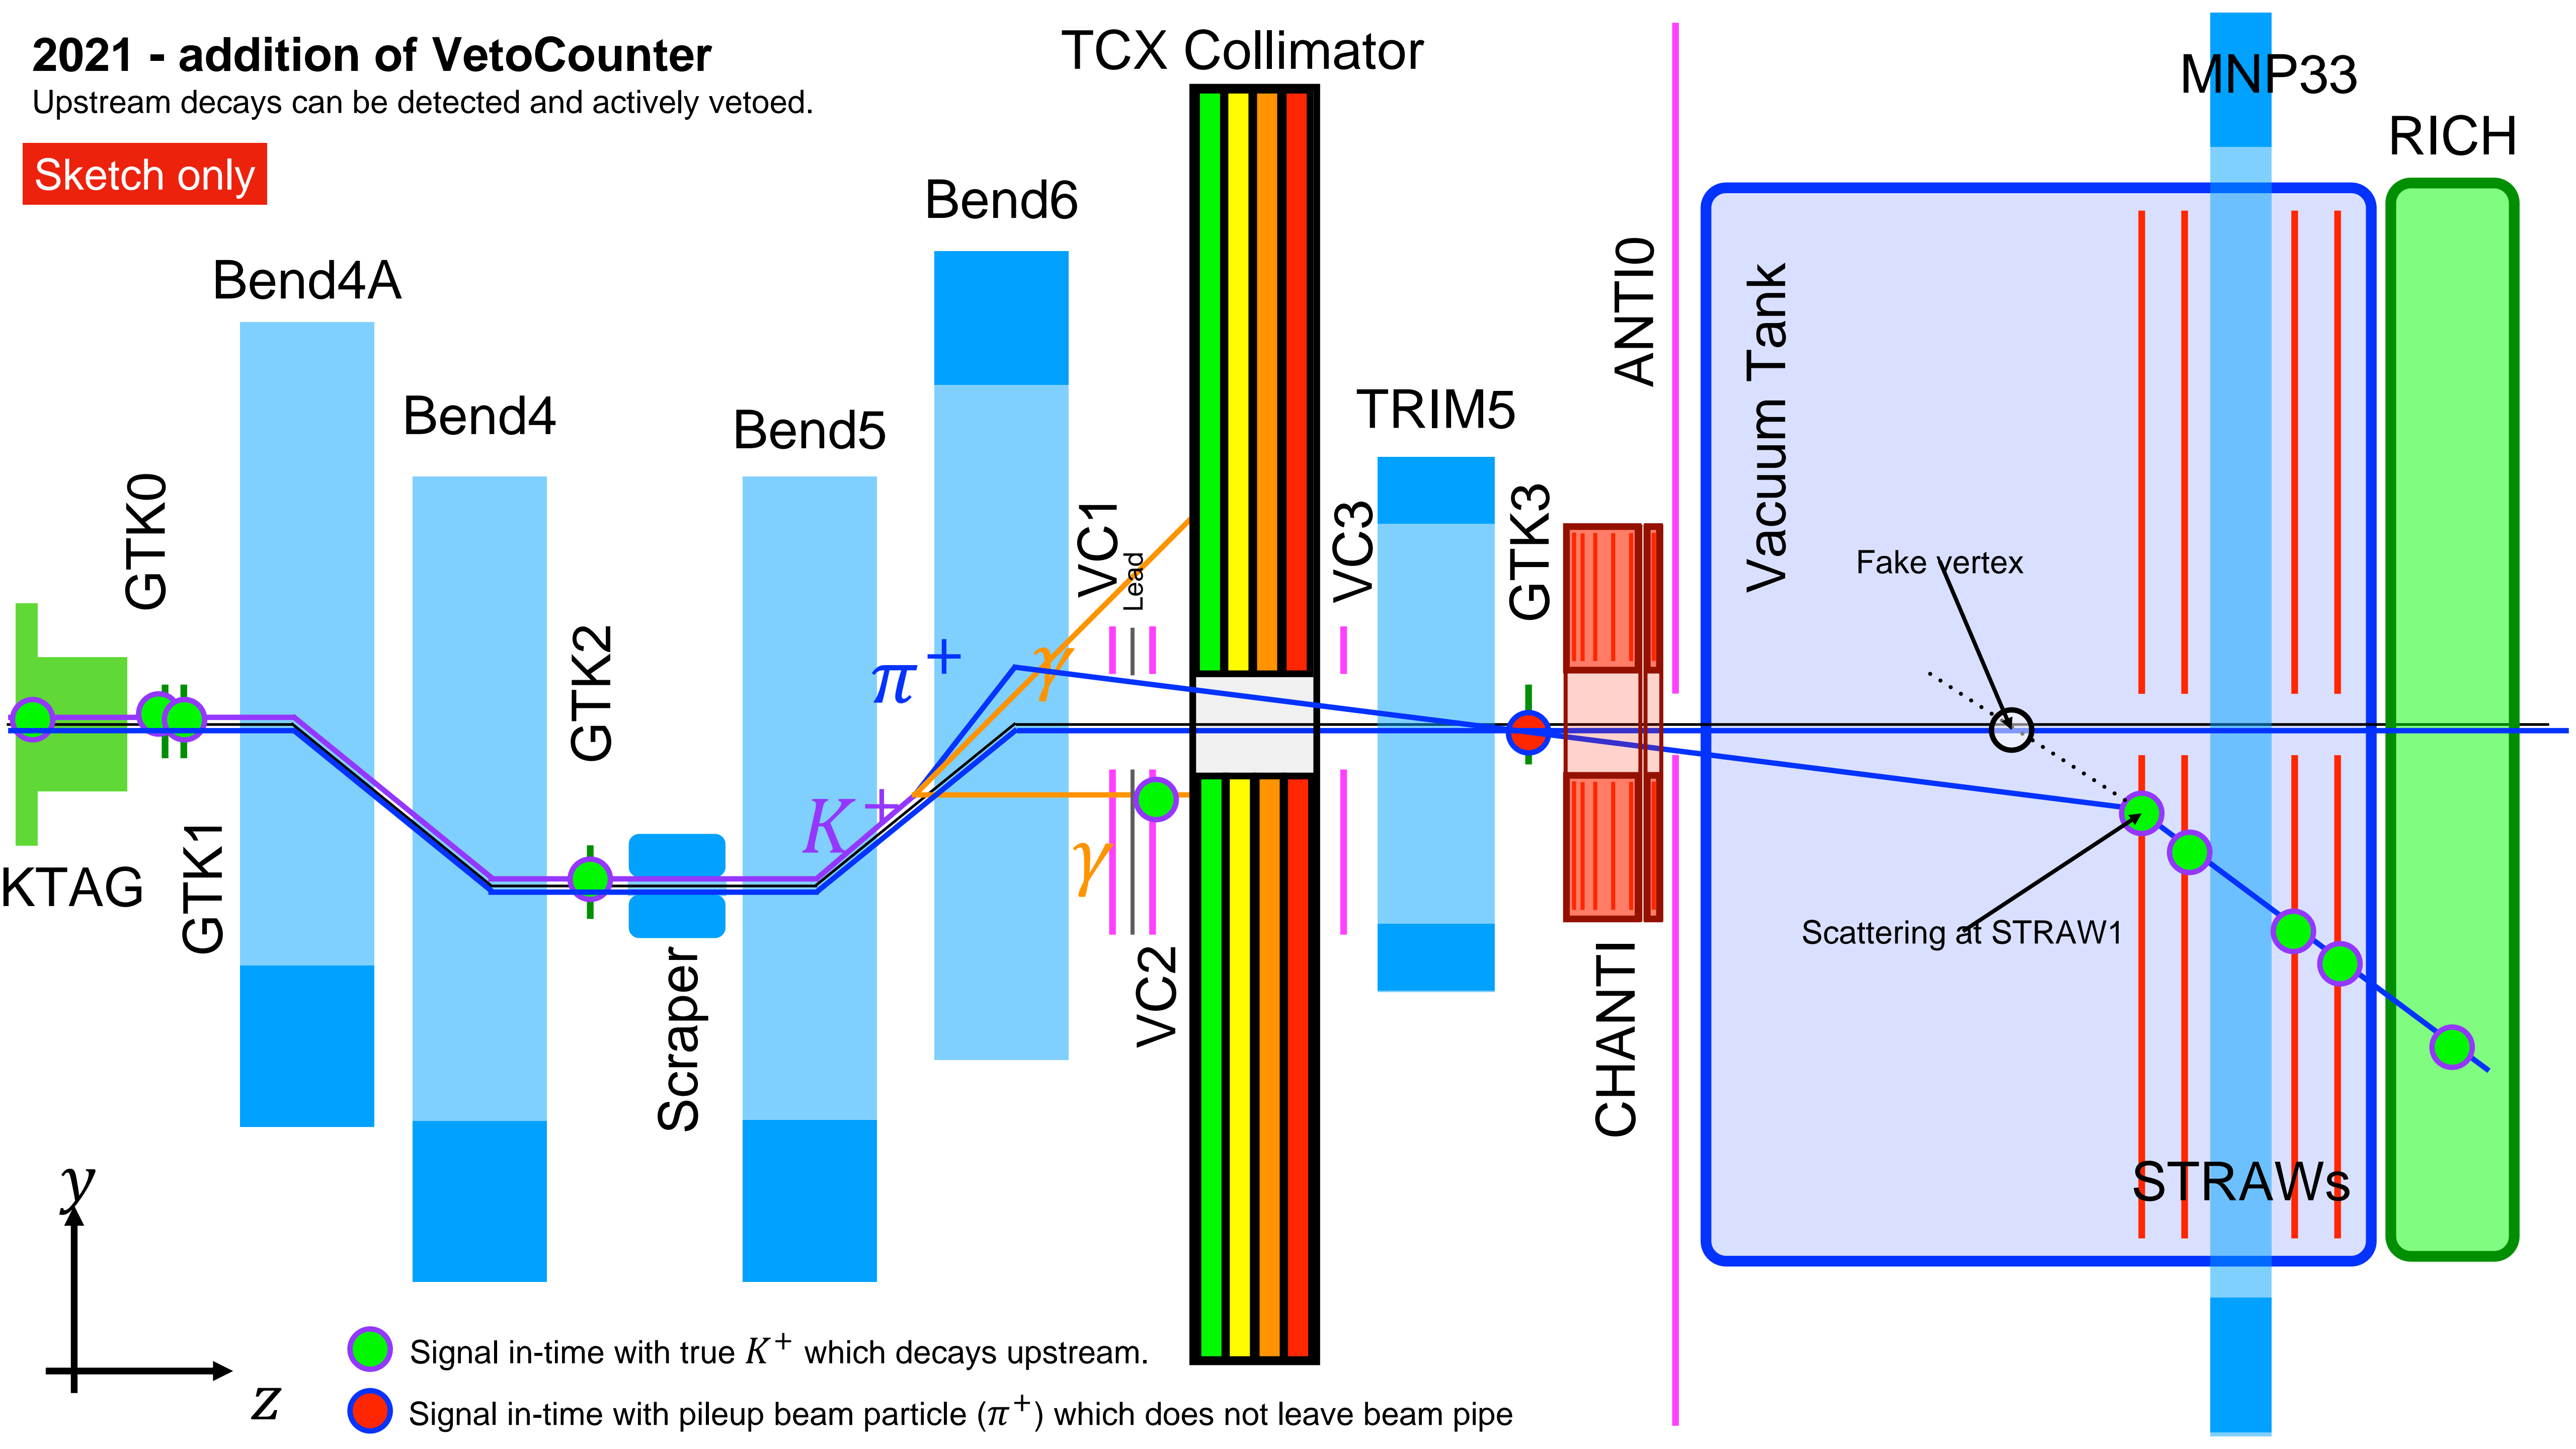 2021 - addition of VetoCounter
Upstream decays can be detected and actively vetoed.
Sketch only
TCX Collimator
MNP33
RICH
Bend6
Bend4A
Bend4
Bend5
TRIM5
ANTI0
Vacuum Tank
GTK0
GTK2
VC1
Lead
VC3
GTK3
Fake vertex
π+
γ
K+
γ
KTAG
GTK1
Scraper
VC2
CHANTI
Scattering at STRAW1
STRAWs
y
z
Signal in-time with true K+ which decays upstream.
Signal in-time with pileup beam particle (π+) which does not leave beam pipe